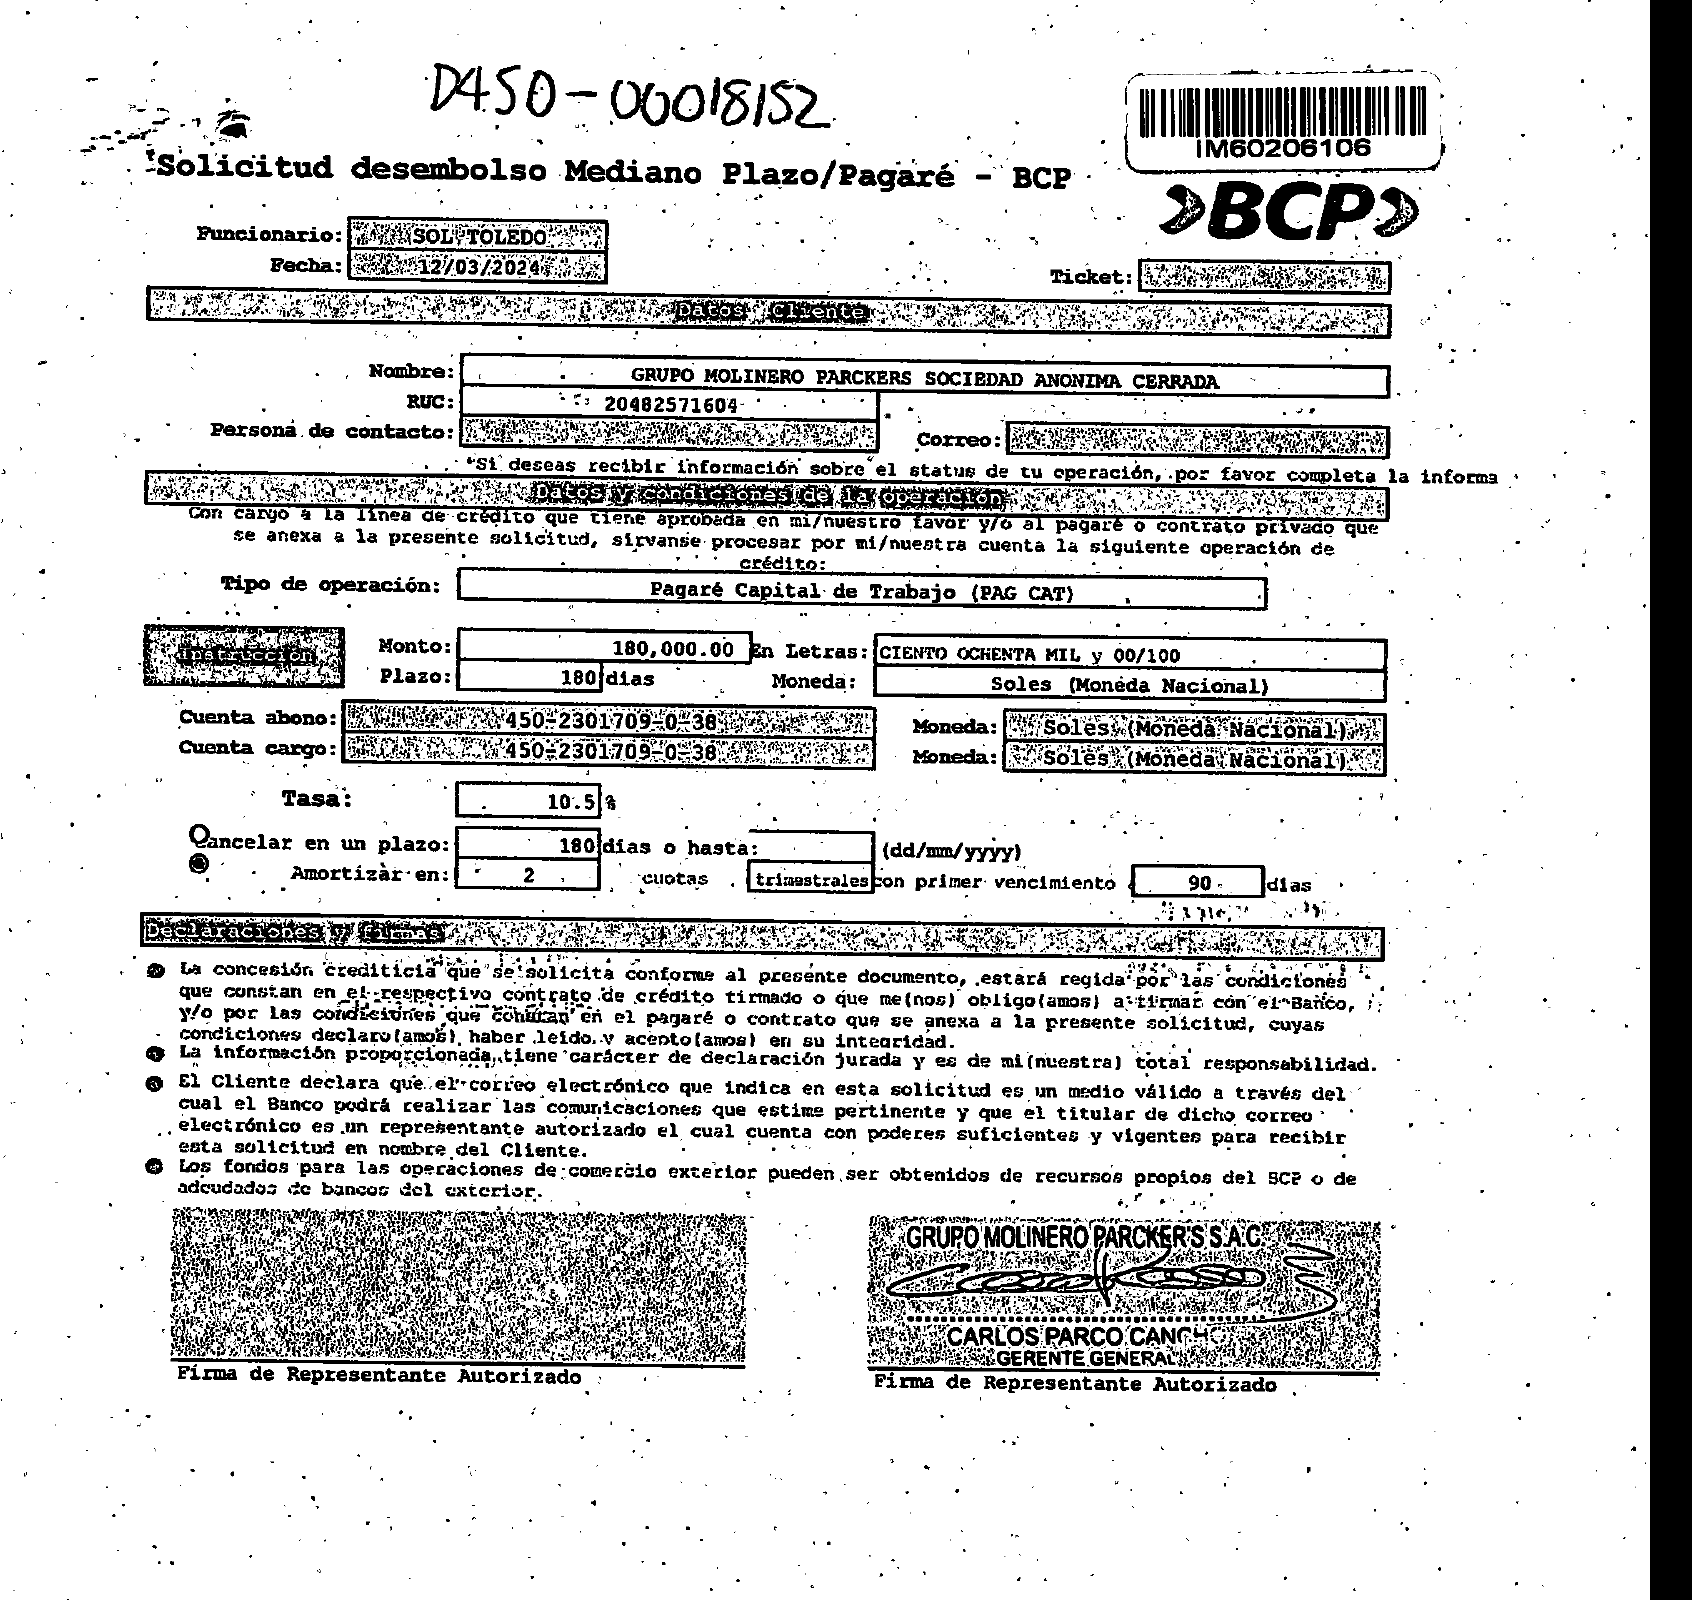 D450-00018152
IM60206106
Solicitud desembolso Mediano Plazo/Pagaré - BCP
BCP
Funcionario: SOL TOLEDO
Fecha: 12/03/2024
Ticket:
Datos Cliente
Nombre: GRUPO MOLINERO PARCKERS SOCIEDAD ANONIMA CERRADA
RUC: 20482571604
Persona de contacto: Correo:
*Si deseas recibir información sobre el status de tu operación, por favor completa la informa
Datos y condiciones de la operación
Con cargo a la línea de crédito que tiene aprobada en mi/nuestro favor y/o al pagaré o contrato privado que
se anexa a la presente solicitud, sirvanse procesar por mi/nuestra cuenta la siguiente operación de
crédito:
Tipo de operación: Pagaré Capital de Trabajo (PAG CAT)
Instrucción
Monto: 180,000.00 En Letras: CIENTO OCHENTA MIL y 00/100
Plazo: 180 dias Moneda: Soles (Moneda Nacional)
Cuenta abono: 450-2301709-0-38 Moneda: Soles (Moneda Nacional)
Cuenta cargo: 450-2301709-0-38 Moneda: Soles (Moneda Nacional)
Tasa: 10.5 %
Cancelar en un plazo: 180 dias o hasta: (dd/mm/yyyy)
Amortizar en: 2 cuotas trimestrales con primer vencimiento 90 dias
Declaraciones y firmas
La concesión crediticia que se solicita conforme al presente documento, estará regida por las condiciones
que constan en el respectivo contrato de crédito firmado o que me(nos) obligo(amos) a firmar con el Banco,
y/o por las condiciones que constan en el pagaré o contrato que se anexa a la presente solicitud, cuyas
condiciones declaro(amos) haber leido y acepto(amos) en su integridad.
La información proporcionada tiene carácter de declaración jurada y es de mi(nuestra) total responsabilidad.
El Cliente declara que el correo electrónico que indica en esta solicitud es un medio válido a través del
cual el Banco podrá realizar las comunicaciones que estime pertinente y que el titular de dicho correo
electrónico es un representante autorizado el cual cuenta con poderes suficientes y vigentes para recibir
esta solicitud en nombre del Cliente.
Los fondos para las operaciones de comercio exterior pueden ser obtenidos de recursos propios del BCP o de
adeudados de bancos del exterior.
GRUPO MOLINERO PARCKER'S S.A.C.
CARLOS PARCO CANCHO
GERENTE GENERAL
Firma de Representante Autorizado
Firma de Representante Autorizado